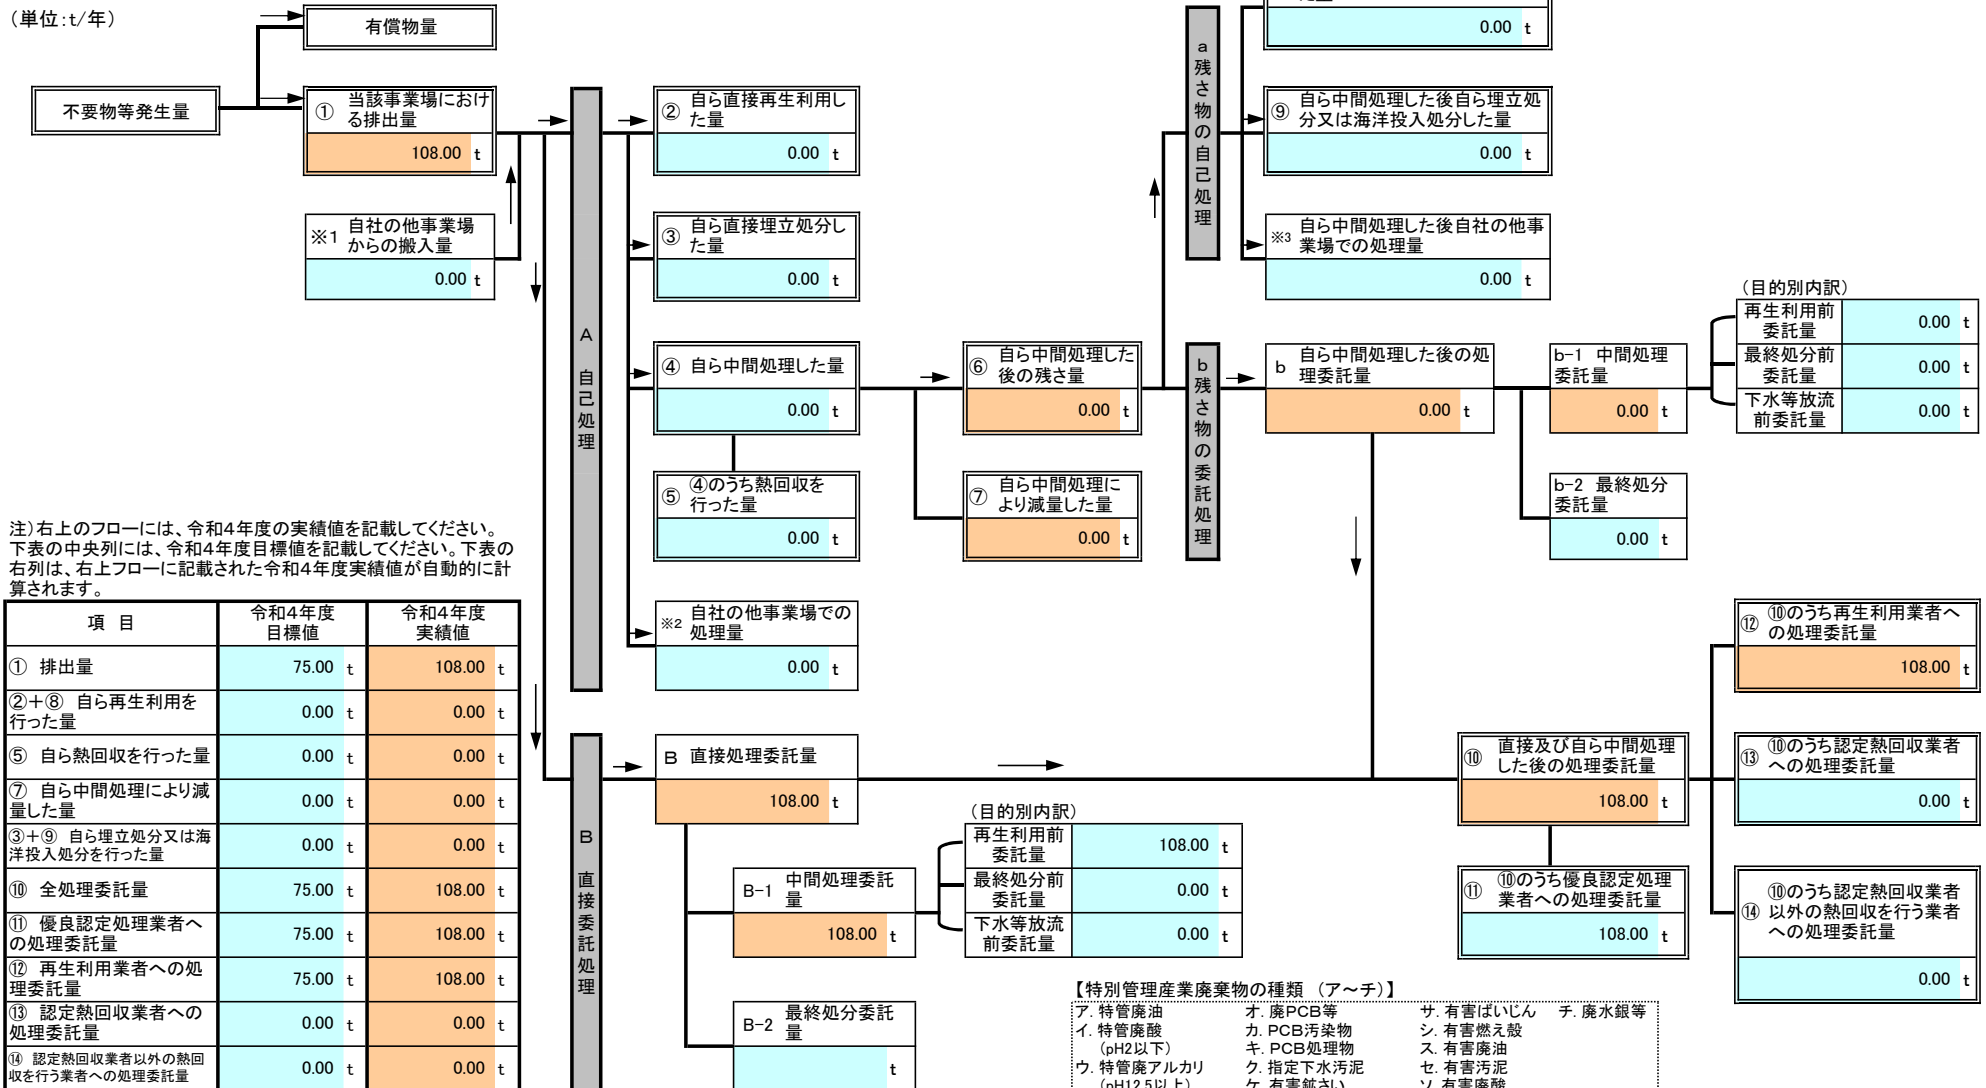 （単位:t/年）
有償物量
不要物等発生量
① 当該事業場におけ
る排出量
108.00 t
※1 自社の他事業場
からの搬入量
0.00 t
A 自己処理
② 自ら直接再生利用し
た量
0.00 t
③ 自ら直接埋立処分し
た量
0.00 t
④ 自ら中間処理した量
0.00 t
⑤ ④のうち熱回収を
行った量
0.00 t
※2 自社の他事業場での
処理量
0.00 t
⑥ 自ら中間処理した
後の残さ量
0.00 t
⑦ 自ら中間処理に
より減量した量
0.00 t
a 残さ物の自己処理
0.00 t
⑨ 自ら中間処理した後自ら埋立処
分又は海洋投入処分した量
0.00 t
※3 自ら中間処理した後自社の他事
業場での処理量
0.00 t
b 残さ物の委託処理
b 自ら中間処理した後の処
理委託量
0.00 t
b-1 中間処理
委託量
0.00 t
b-2 最終処分
委託量
0.00 t
（目的別内訳）
再生利用前
委託量
0.00 t
最終処分前
委託量
0.00 t
下水等放流
前委託量
0.00 t
注）右上のフローには、令和4年度の実績値を記載してください。
下表の中央列には、令和4年度目標値を記載してください。下表の
右列は、右上フローに記載された令和4年度実績値が自動的に計
算されます。
項 目 令和4年度
目標値 令和4年度
実績値
① 排出量 75.00 t 108.00 t
②＋⑧ 自ら再生利用を
行った量 0.00 t 0.00 t
⑤ 自ら熱回収を行った量 0.00 t 0.00 t
⑦ 自ら中間処理により減
量した量 0.00 t 0.00 t
③＋⑨ 自ら埋立処分又は海
洋投入処分を行った量 0.00 t 0.00 t
⑩ 全処理委託量 75.00 t 108.00 t
⑪ 優良認定処理業者へ
の処理委託量 75.00 t 108.00 t
⑫ 再生利用業者への処
理委託量 75.00 t 108.00 t
⑬ 認定熱回収業者への
処理委託量 0.00 t 0.00 t
⑭ 認定熱回収業者以外の熱回
収を行う業者への処理委託量 0.00 t 0.00 t
B 直接委託処理
B 直接処理委託量
108.00 t
B-1 中間処理委託
量
108.00 t
B-2 最終処分委託
量
t
（目的別内訳）
再生利用前
委託量
108.00 t
最終処分前
委託量
0.00 t
下水等放流
前委託量
0.00 t
⑩ 直接及び自ら中間処理
した後の処理委託量
108.00 t
⑪ ⑩のうち優良認定処理
業者への処理委託量
108.00 t
⑫ ⑩のうち再生利用業者へ
の処理委託量
108.00 t
⑬ ⑩のうち認定熱回収業者
への処理委託量
0.00 t
⑭ ⑩のうち認定熱回収業者
以外の熱回収を行う業者
への処理委託量
0.00 t
【特別管理産業廃棄物の種類 （ア～チ）】
ア. 特管廃油 オ. 廃PCB等 サ. 有害ばいじん チ. 廃水銀等
イ. 特管廃酸 カ. PCB汚染物 シ. 有害燃え殻
（pH2以下） キ. PCB処理物 ス. 有害廃油
ウ. 特管廃アルカリ ク. 指定下水汚泥 セ. 有害汚泥
（pH12.5以上） ケ. 有害鉱さい ソ. 有害廃酸